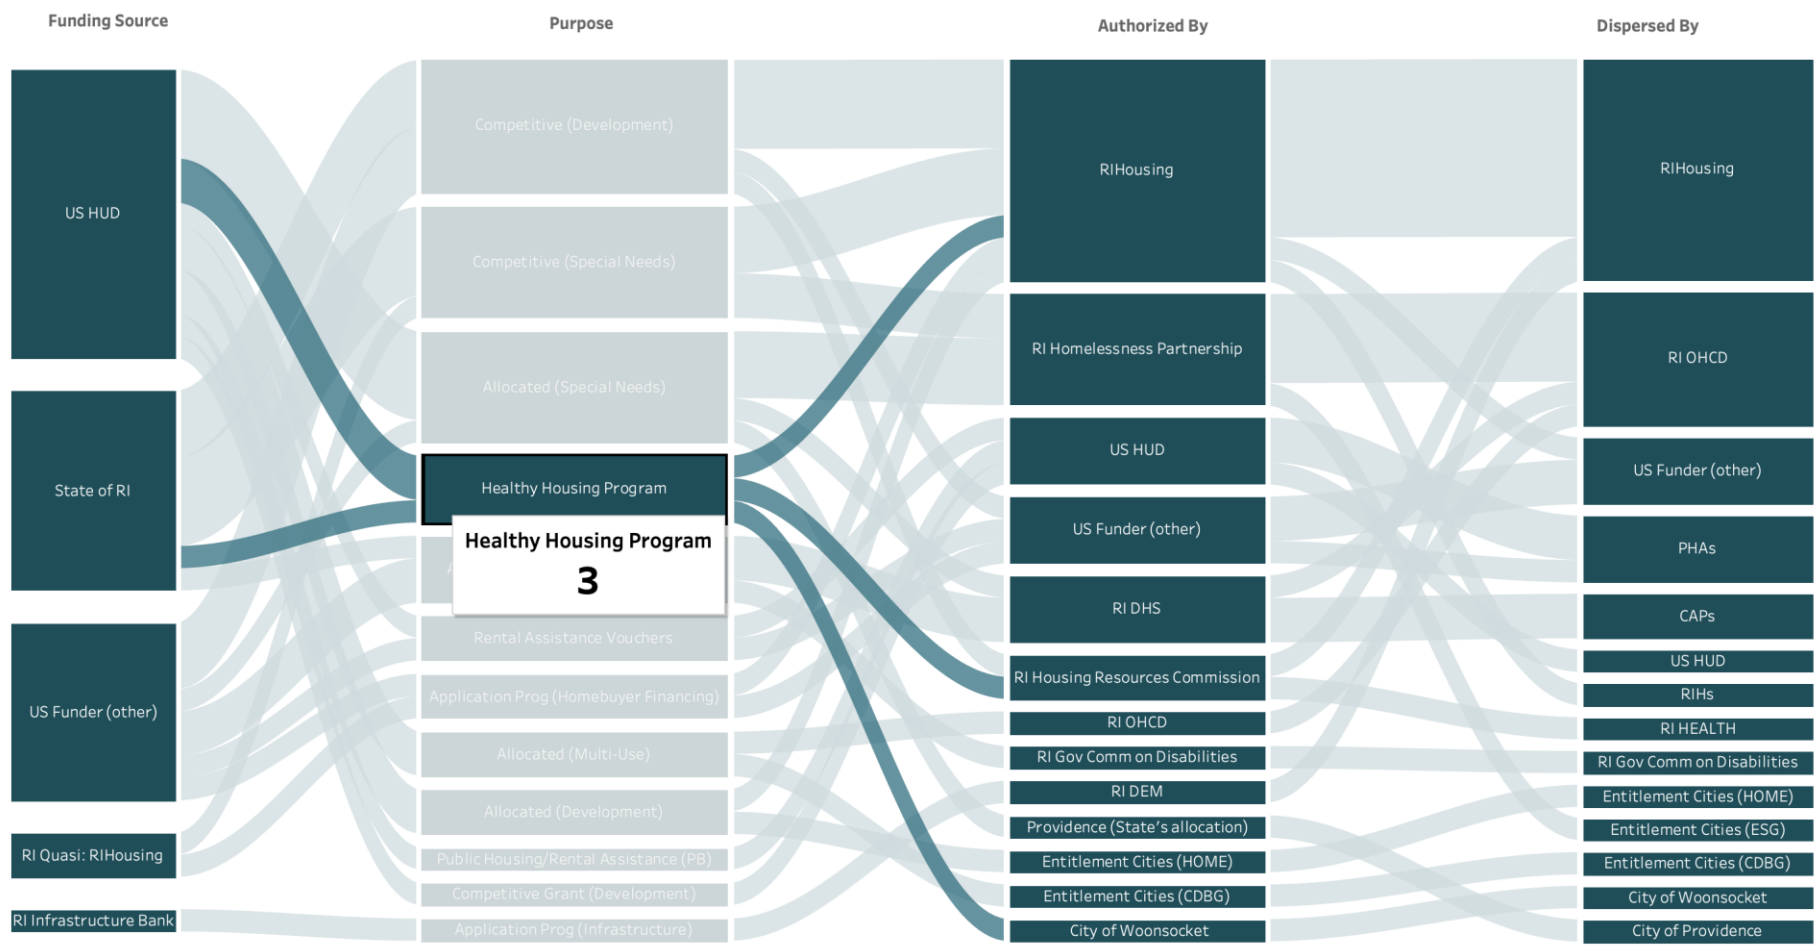 Funding Source
Purpose
Authorized By
Dispersed By
US HUD
State of RI
US Funder (other)
RI Quasi: RIHousing
RI Infrastructure Bank
Competitive (Development)
Competitive (Special Needs)
Allocated (Special Needs)
Healthy Housing Program
Healthy Housing Program
3
Rental Assistance Vouchers
Application Prog (Homebuyer Financing)
Allocated (Multi-Use)
Allocated (Development)
Public Housing/Rental Assistance (PB)
Competitive Grant (Development)
Application Prog (Infrastructure)
RIHousing
RI Homelessness Partnership
US HUD
US Funder (other)
RI DHS
RI Housing Resources Commission
RI OHCD
RI Gov Comm on Disabilities
RI DEM
Providence (State's allocation)
Entitlement Cities (HOME)
Entitlement Cities (CDBG)
City of Woonsocket
RIHousing
RI OHCD
US Funder (other)
PHAs
CAPs
US HUD
RIHs
RI HEALTH
RI Gov Comm on Disabilities
Entitlement Cities (HOME)
Entitlement Cities (ESG)
Entitlement Cities (CDBG)
City of Woonsocket
City of Providence